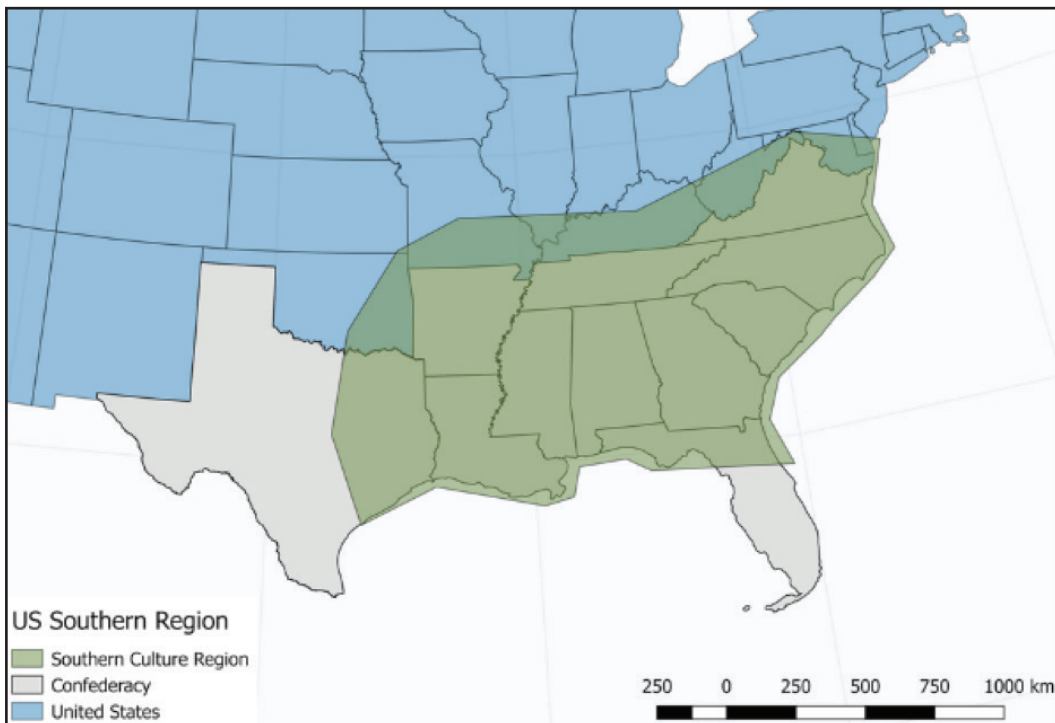 US Southern Region
Southern Culture Region
Confederacy
United States
250 0 250 500 750 1000 km